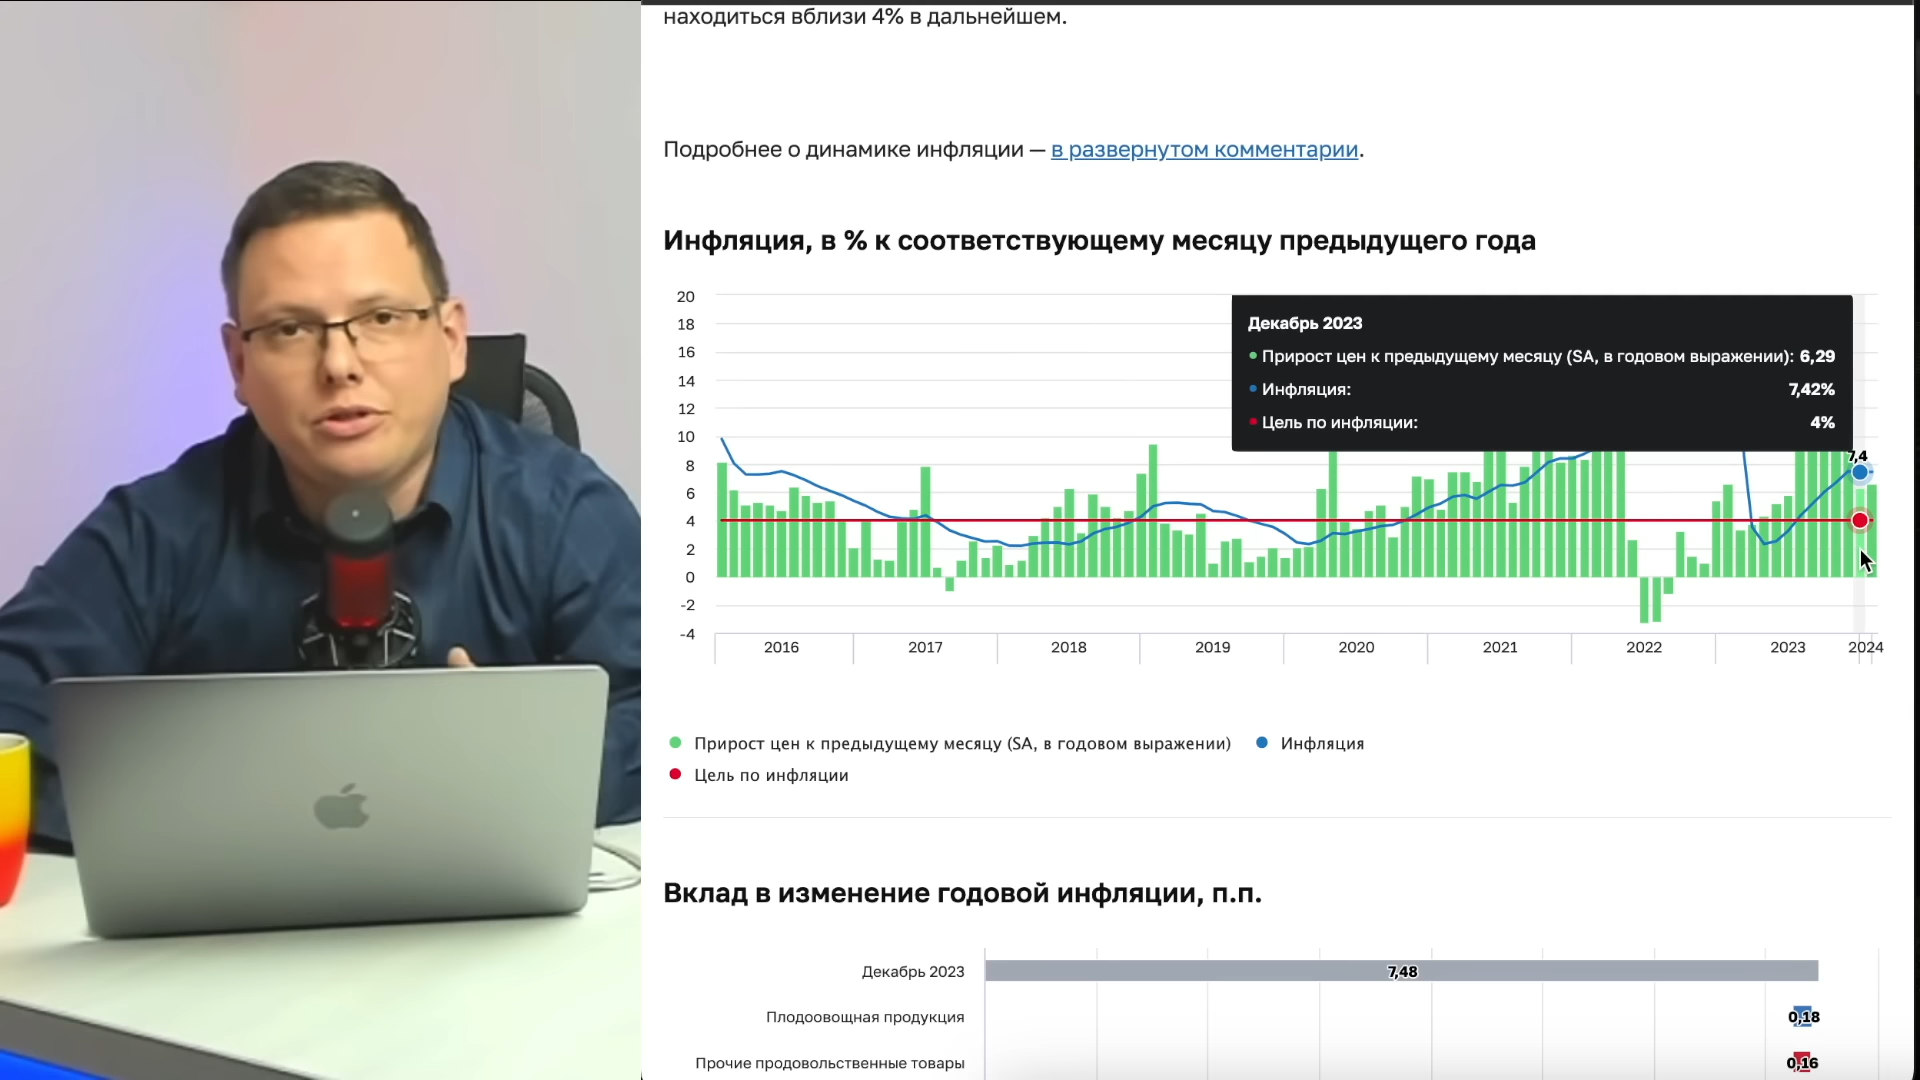 находиться вблизи 4% в дальнейшем.
Подробнее о динамике инфляции — в развернутом комментарии.
Инфляция, в % к соответствующему месяцу предыдущего года
20
18
16
14
12
10
8
6
4
2
0
-2
-4
Декабрь 2023
Прирост цен к предыдущему месяцу (SA, в годовом выражении): 6,29
Инфляция: 7,42%
Цель по инфляции: 4%
7,4
2016 2017 2018 2019 2020 2021 2022 2023 2024
Прирост цен к предыдущему месяцу (SA, в годовом выражении) Инфляция
Цель по инфляции
Вклад в изменение годовой инфляции, п.п.
Декабрь 2023 7,48
Плодоовощная продукция 0,18
Прочие продовольственные товары 0,16